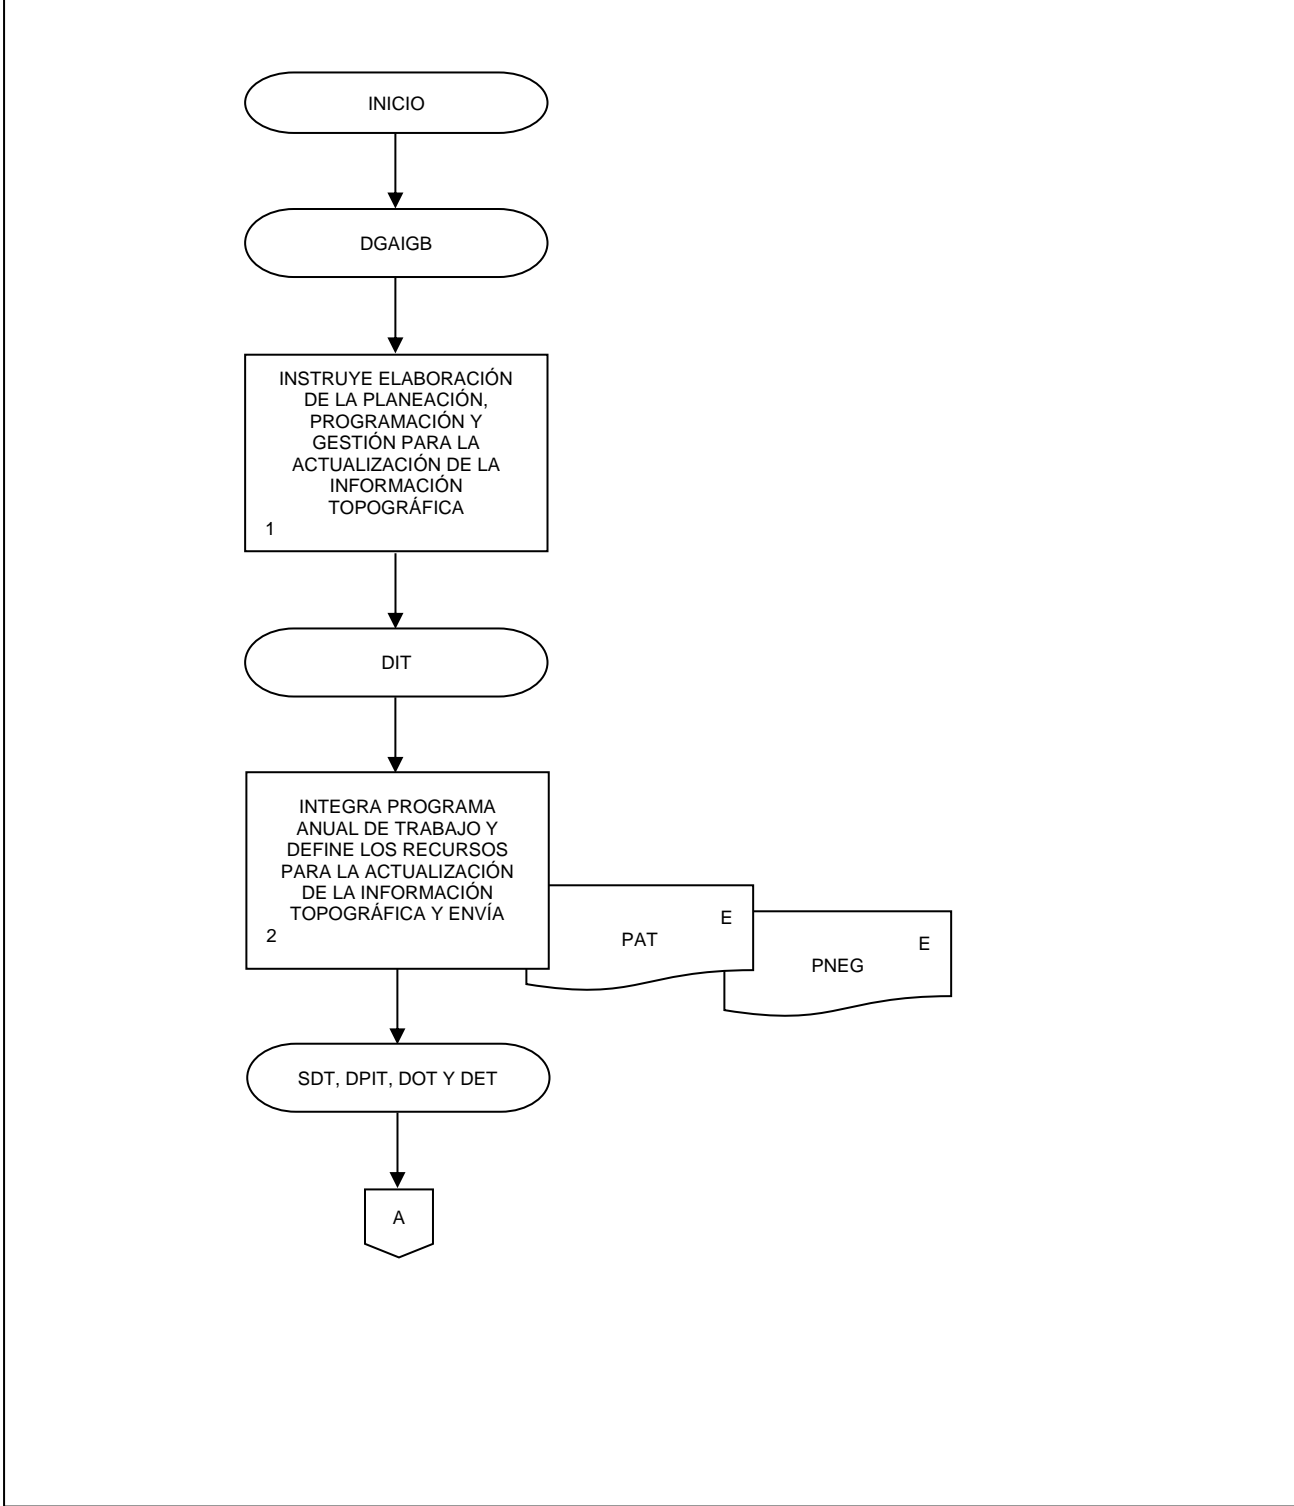 INICIO
DGAIGB
INSTRUYE ELABORACIÓN
DE LA PLANEACIÓN,
PROGRAMACIÓN Y
GESTIÓN PARA LA
ACTUALIZACIÓN DE LA
INFORMACIÓN
TOPOGRÁFICA
1
DIT
INTEGRA PROGRAMA
ANUAL DE TRABAJO Y
DEFINE LOS RECURSOS
PARA LA ACTUALIZACIÓN
DE LA INFORMACIÓN
TOPOGRÁFICA Y ENVÍA
2
E
PAT
E
PNEG
SDT, DPIT, DOT Y DET
A